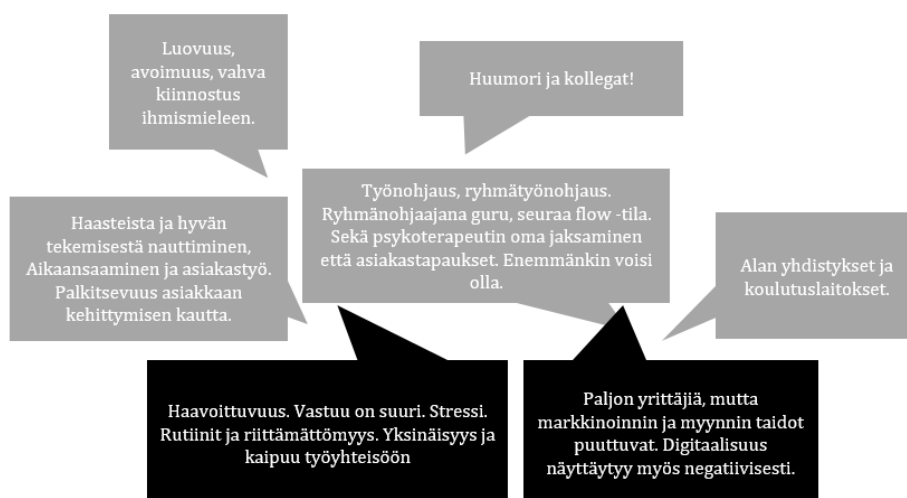 Luovuus,
avoimuus, vahva
kiinnostus
ihmismieleen.
Huumori ja kollegat!
Työnohjaus, ryhmätyönohjaus.
Ryhmänohjaajana guru, seuraa flow -tila.
Sekä psykoterapeutin oma jaksaminen
että asiakastapaukset. Enemmänkin voisi
olla.
Haasteista ja hyvän
tekemisestä nauttiminen,
Aikaansaaminen ja asiakastyö.
Palkitsevuus asiakkaan
kehittymisen kautta.
Alan yhdistykset ja
koulutuslaitokset.
Haavoittuvuus. Vastuu on suuri. Stressi.
Rutiinit ja riittämättömyys. Yksinäisyys ja
kaipuu työyhteisöön
Paljon yrittäjiä, mutta
markkinoinnin ja myynnin taidot
puuttuvat. Digitaalisuus
näyttäytyy myös negatiivisesti.